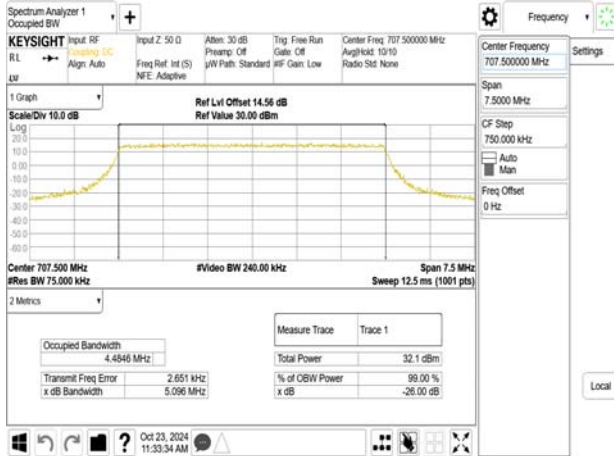 Spectrum Analyzer 1
Occupied BW
KEYSIGHT
RL
Input: RF
Coupling: DC
Align: Auto
Input Z: 50 Ω
Freq Ref: Int (S)
NFE: Adaptive
Atten: 30 dB
Preamp: Off
µW Path: Standard
Trig: Free Run
Gate: Off
#IF Gain: Low
Center Freq: 707.500000 MHz
Avg|Hold: 10/10
Radio Std: None
1 Graph
Scale/Div 10.0 dB
Ref Lvl Offset 14.56 dB
Ref Value 30.00 dBm
Log
20.0
10.0
0.00
-10.0
-20.0
-30.0
-40.0
-50.0
-60.0
Center 707.500 MHz
#Res BW 75.000 kHz
#Video BW 240.00 kHz
Span 7.5 MHz
Sweep 12.5 ms (1001 pts)
2 Metrics
Occupied Bandwidth
4.4846 MHz
Transmit Freq Error 2.651 kHz
x dB Bandwidth 5.096 MHz
Measure Trace Trace 1
Total Power 32.1 dBm
% of OBW Power 99.00 %
x dB -26.00 dB
Oct 23, 2024
11:33:34 AM
Frequency
Center Frequency
707.500000 MHz
Span
7.5000 MHz
CF Step
750.000 kHz
Auto
Man
Freq Offset
0 Hz
Settings
Local